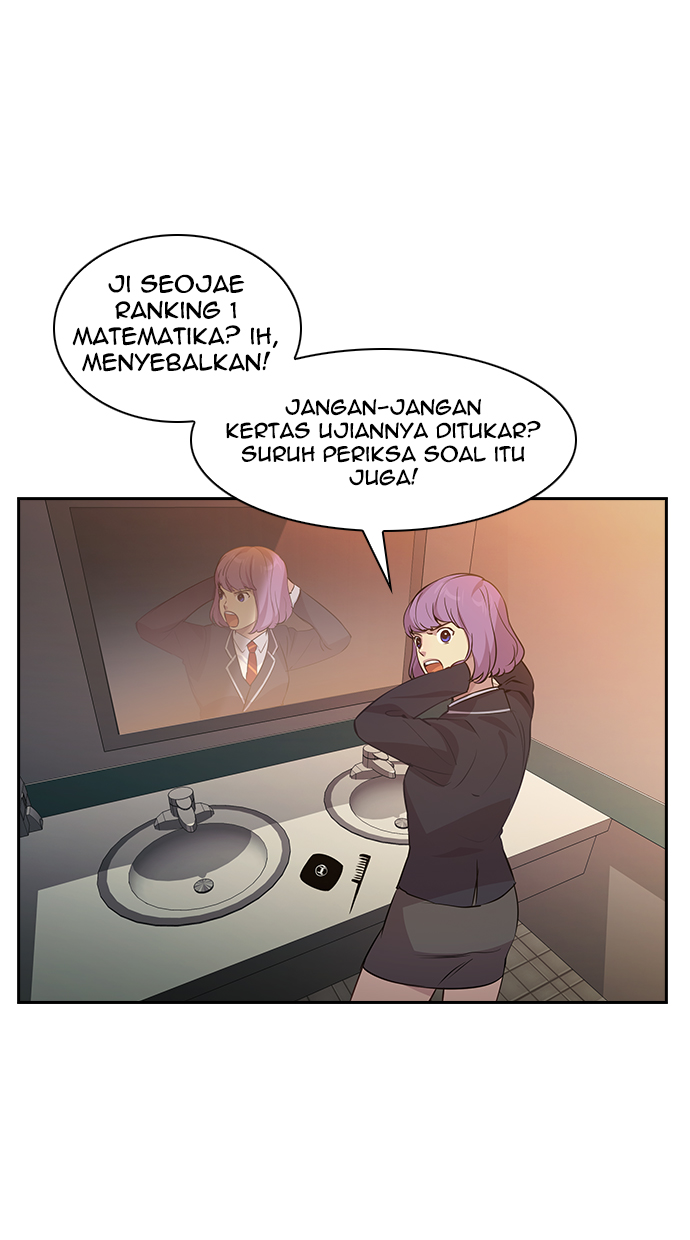 JI SEOJAE
RANKING 1
MATEMATIKA? IH,
MENYEBALKAN!
JANGAN-JANGAN
KERTAS UJIANNYA DITUKAR?
SURUH PERIKSA SOAL ITU
JUGA!